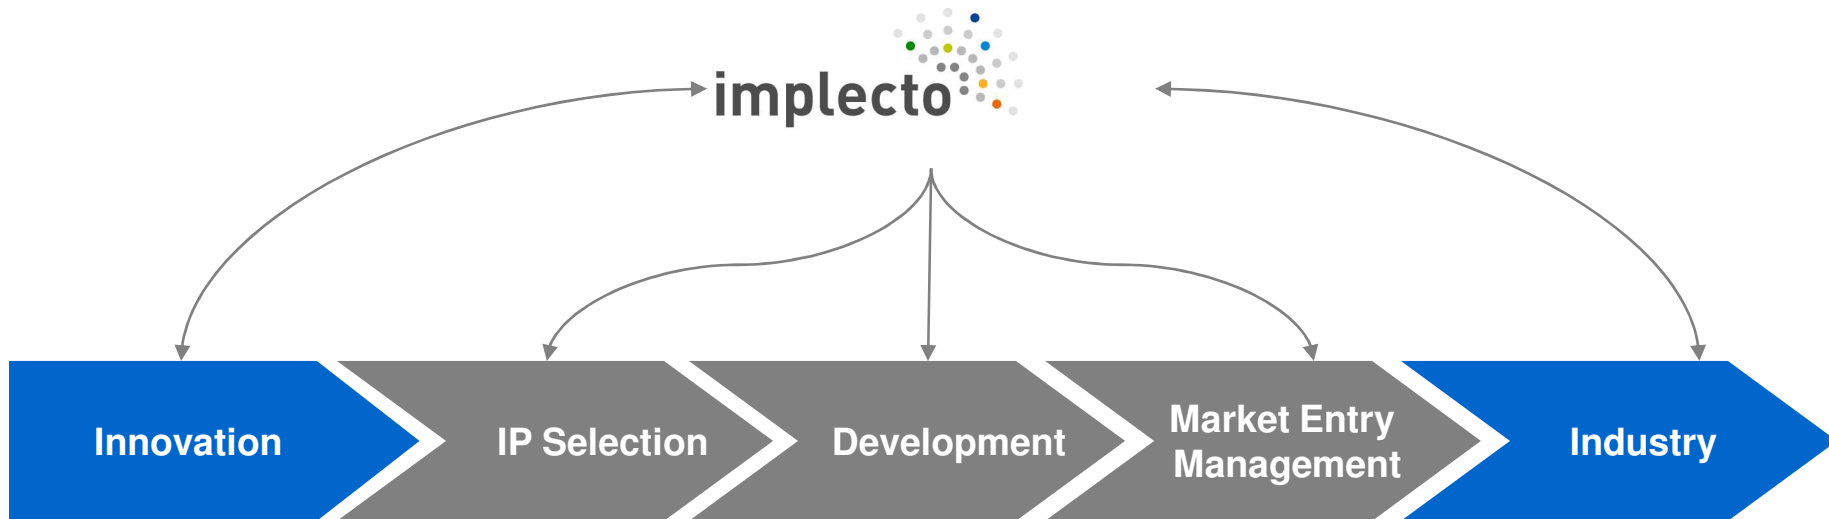 implecto
Innovation
IP Selection
Development
Market Entry
Management
Industry